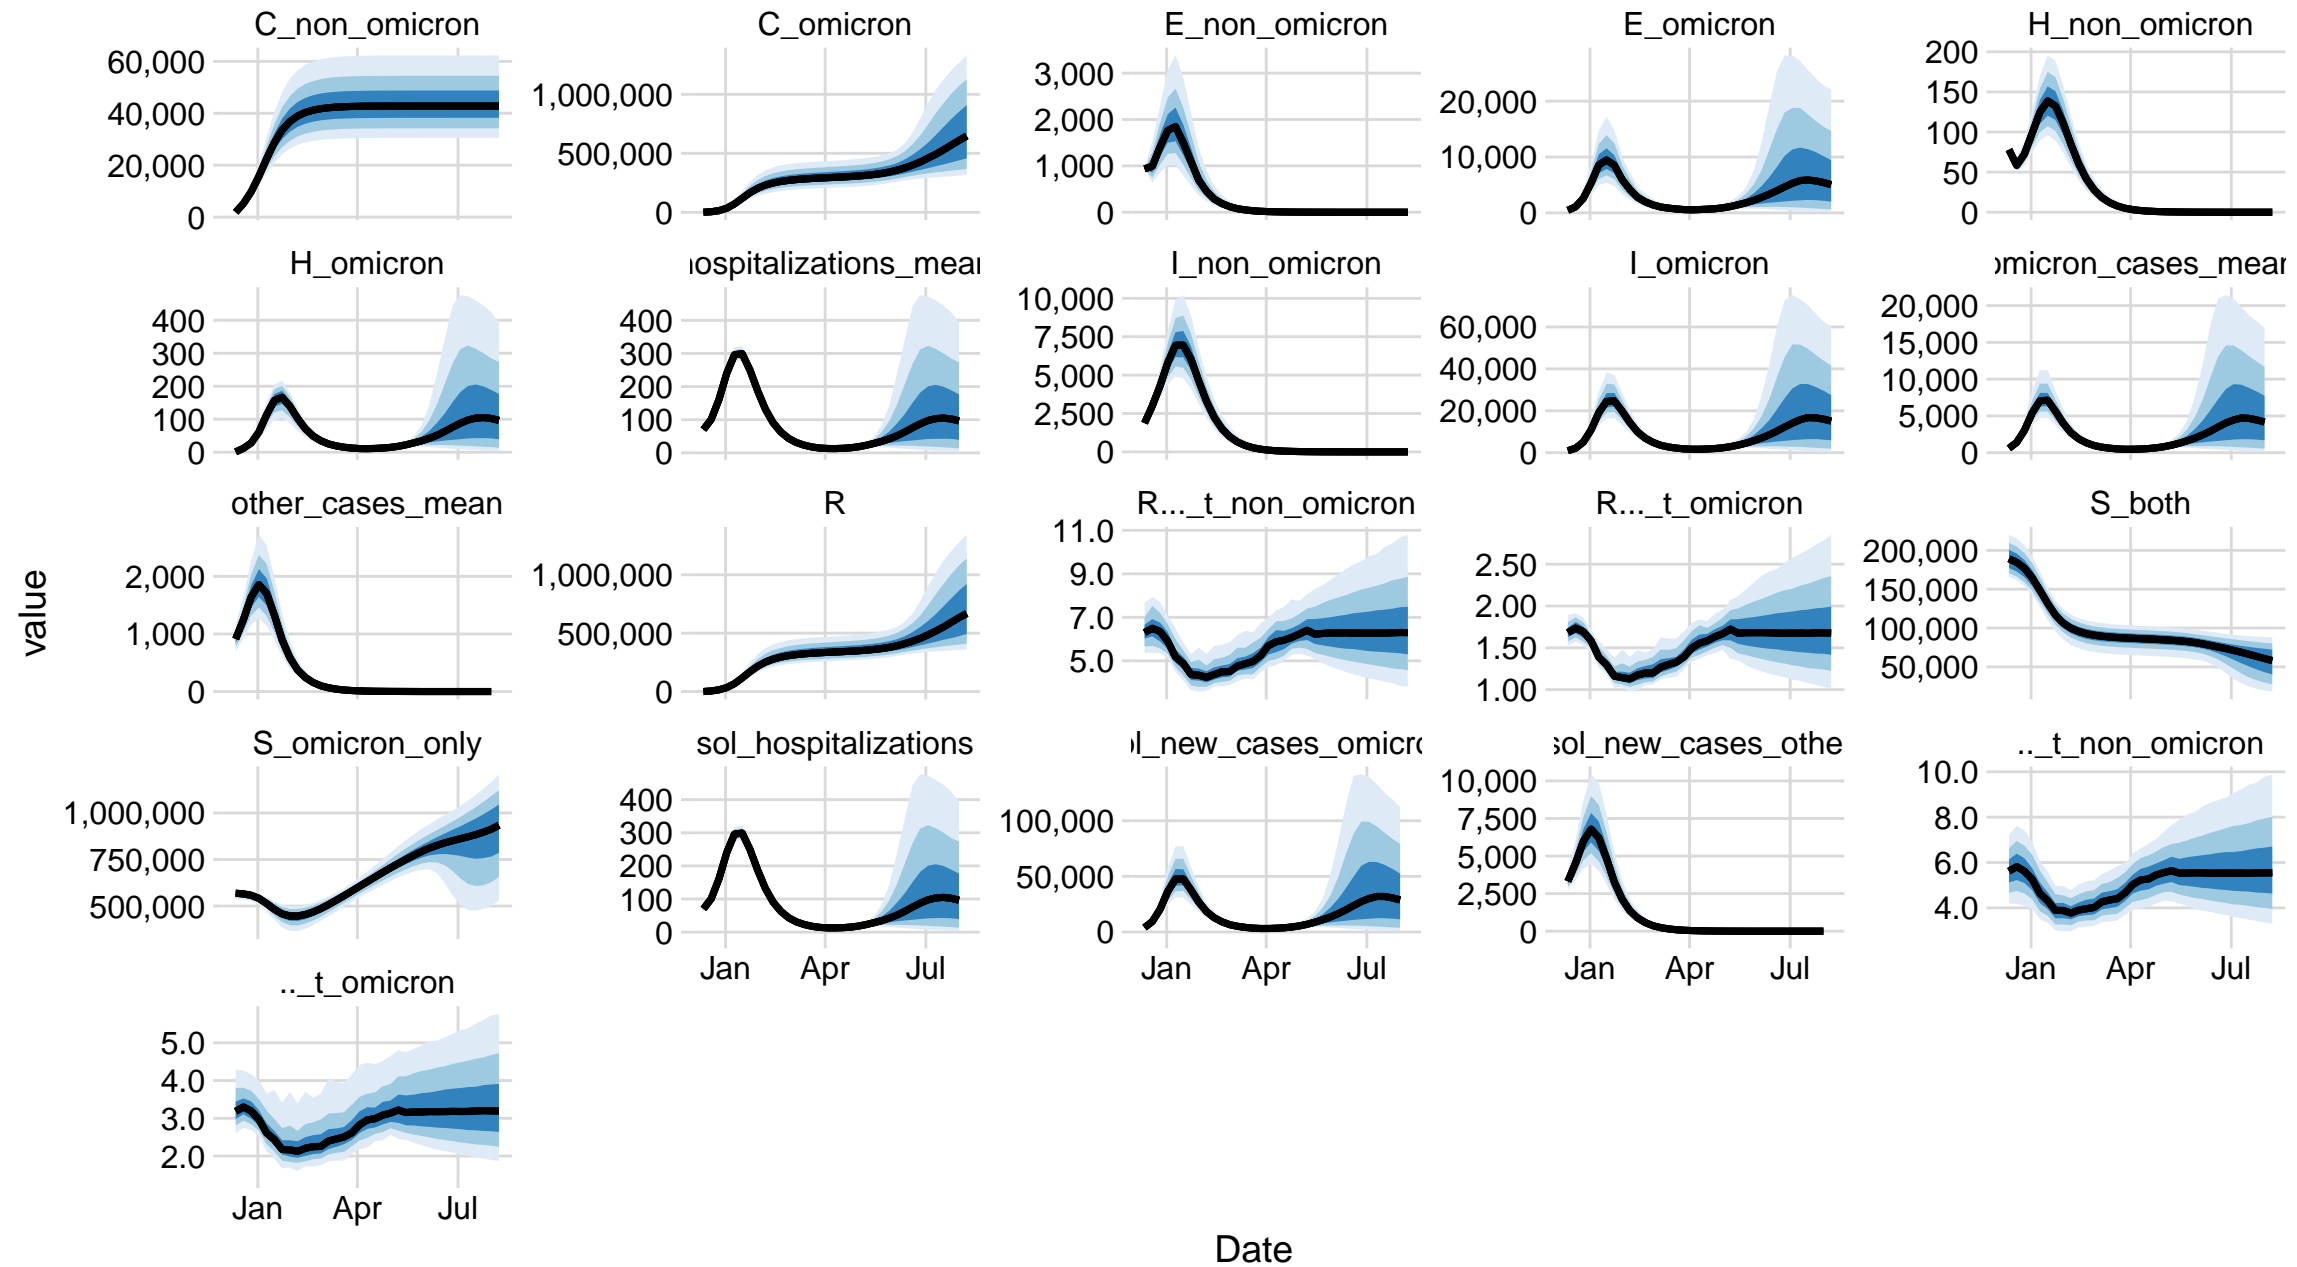 C_non_omicron C_omicron E_non_omicron E_omicron H_non_omicron
60,000 40,000 20,000 0
1,000,000 500,000 0
3,000 2,000 1,000 0
20,000 10,000 0
200 150 100 50 0
H_omicron hospitalizations_mean I_non_omicron I_omicron omicron_cases_mean
400 300 200 100 0
400 300 200 100 0
10,000 7,500 5,000 2,500 0
60,000 40,000 20,000 0
20,000 15,000 10,000 5,000 0
other_cases_mean R R..._t_non_omicron R..._t_omicron S_both
2,000 1,000 0
1,000,000 500,000 0
11.0 9.0 7.0 5.0
2.50 2.00 1.50 1.00
200,000 150,000 100,000 50,000
value
S_omicron_only sol_hospitalizations ol_new_cases_omicro sol_new_cases_othe .._t_non_omicron
1,000,000 750,000 500,000
400 300 200 100 0
100,000 50,000 0
10,000 7,500 5,000 2,500 0
10.0 8.0 6.0 4.0
Jan Apr Jul Jan Apr Jul Jan Apr Jul Jan Apr Jul
.._t_omicron
5.0 4.0 3.0 2.0
Jan Apr Jul
Date